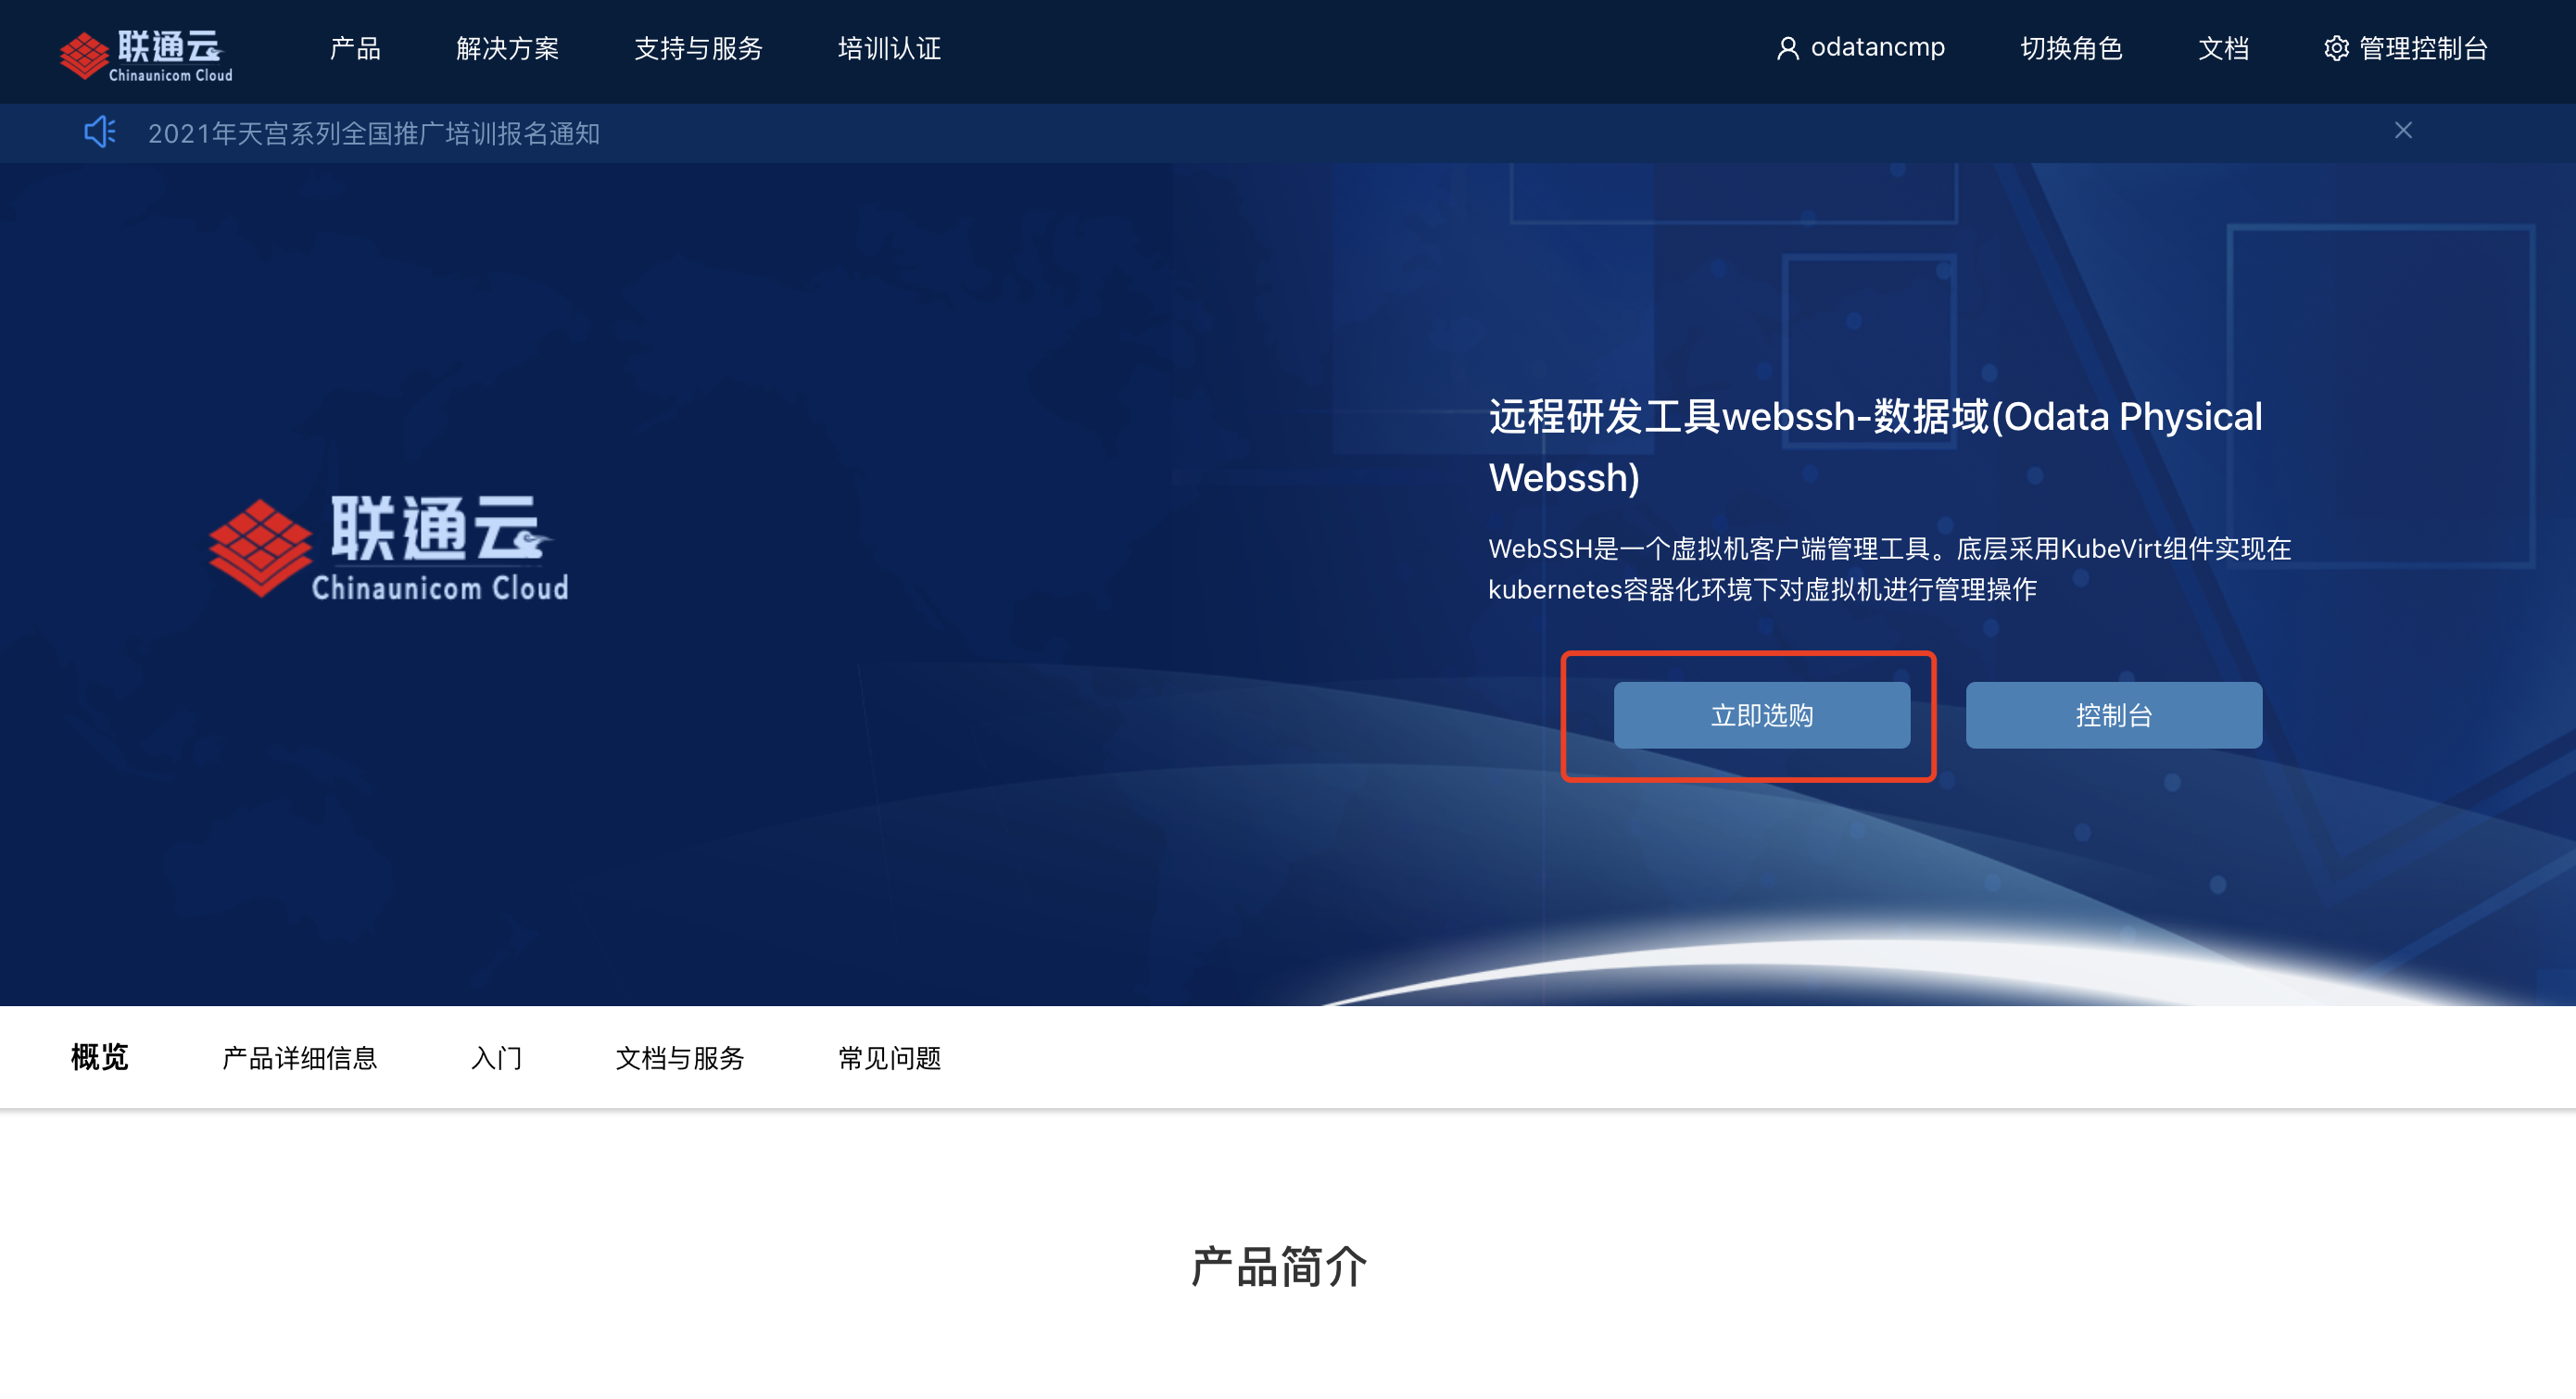 联通云
Chinaunicom Cloud
产品 解决方案 支持与服务 培训认证 odatancmp 切换角色 文档 管理控制台
2021年天宫系列全国推广培训报名通知
远程研发工具webssh-数据域(Odata Physical
Webssh)
联通云
Chinaunicom Cloud
WebSSH是一个虚拟机客户端管理工具。底层采用KubeVirt组件实现在
kubernetes容器化环境下对虚拟机进行管理操作
立即选购 控制台
概览 产品详细信息 入门 文档与服务 常见问题
产品简介